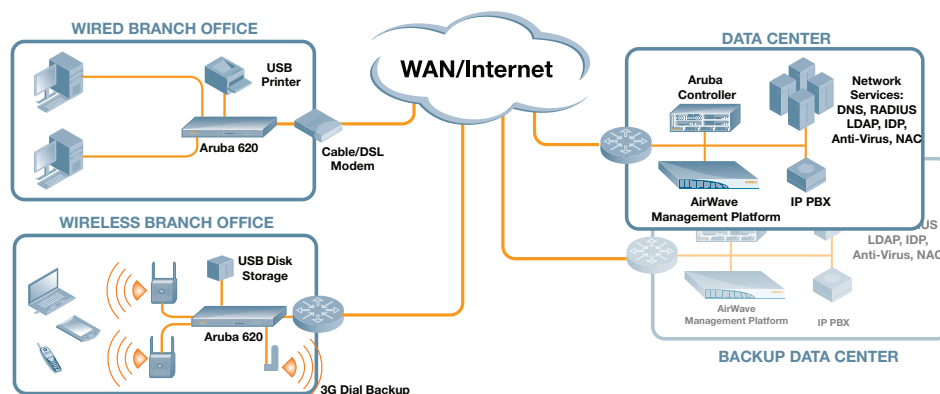 WIRED BRANCH OFFICE
USB
Printer
Aruba 620
Cable/DSL
Modem
WAN/Internet
DATA CENTER
Aruba
Controller
Network
Services:
DNS, RADIUS
LDAP, IDP,
Anti-Virus, NAC
AirWave
Management Platform
IP PBX
WIRELESS BRANCH OFFICE
USB Disk
Storage
Aruba 620
3G Dial Backup
LDAP, IDP,
Anti-Virus, NAC
AirWave
Management Platform
IP PBX
BACKUP DATA CENTER